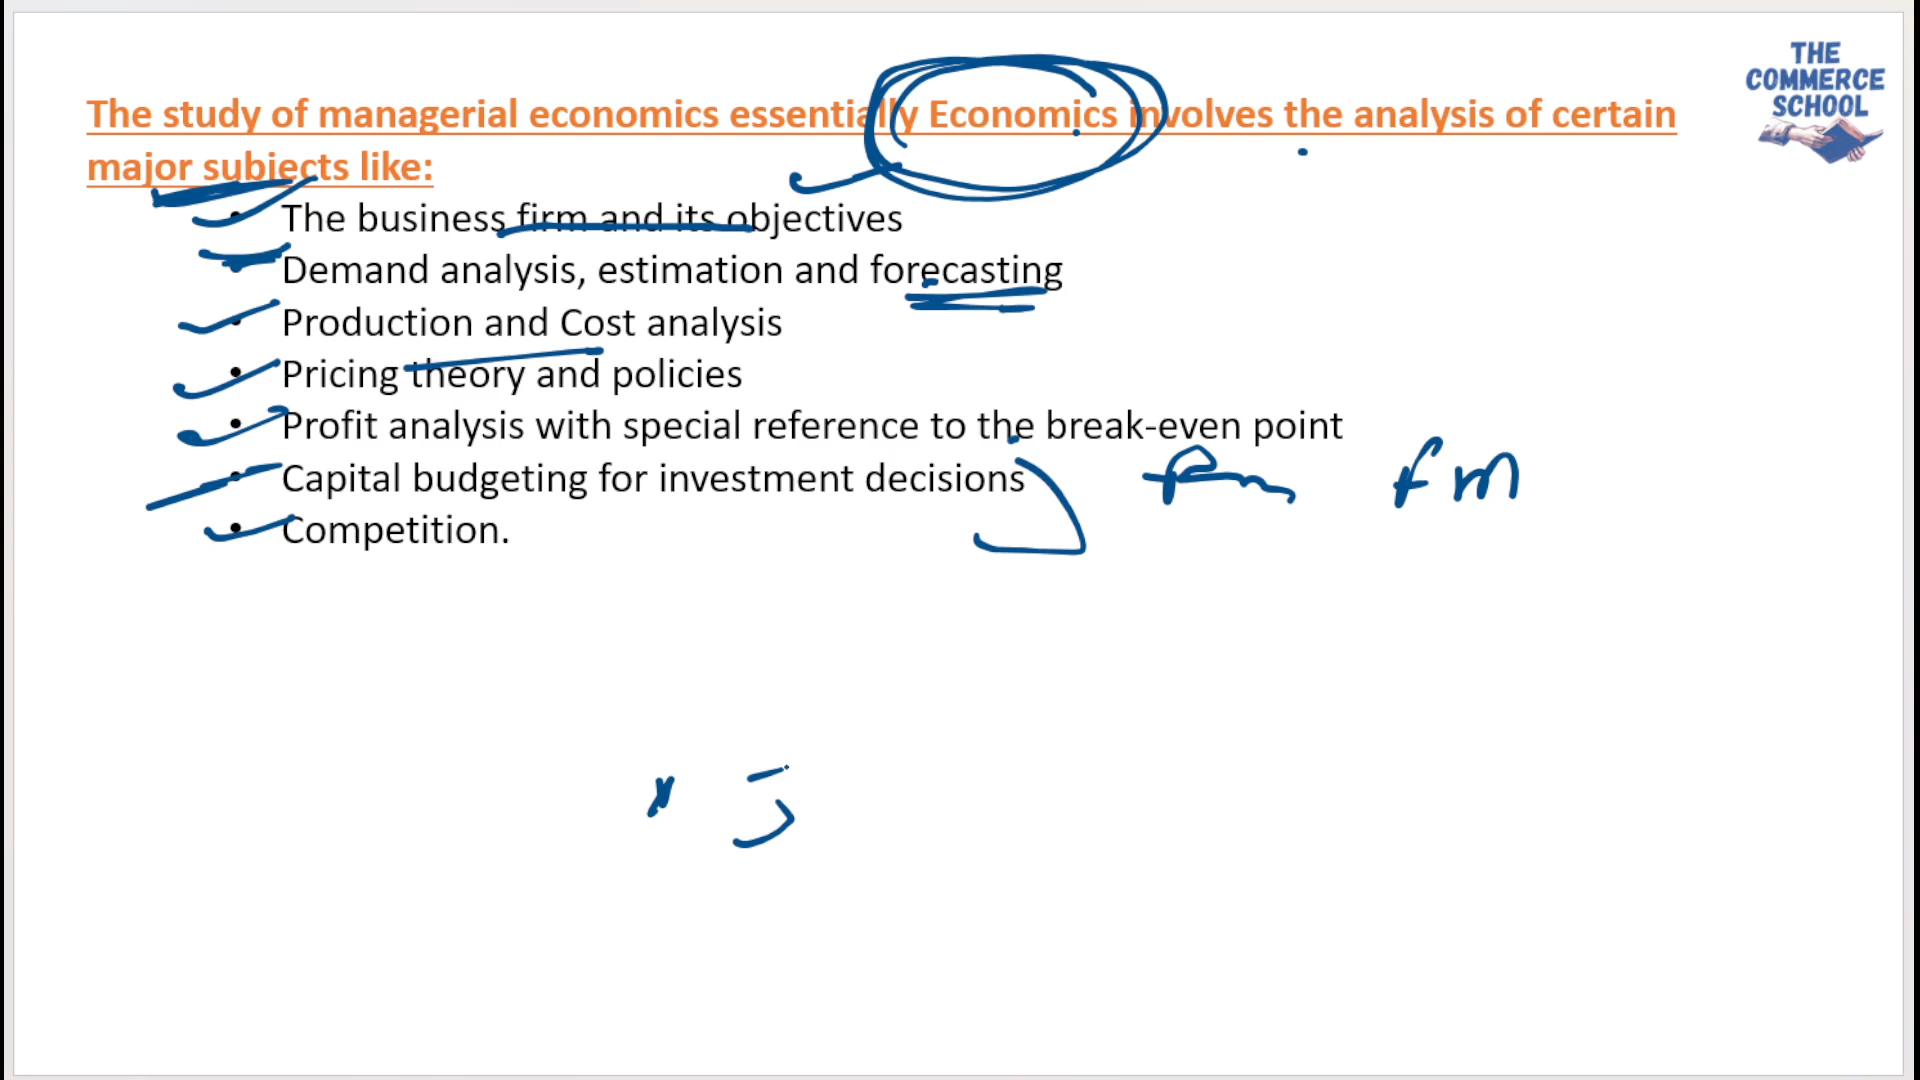 THE
COMMERCE
SCHOOL
The study of managerial economics essentially Economics involves the analysis of certain
major subjects like:
• The business firm and its objectives
• Demand analysis, estimation and forecasting
• Production and Cost analysis
• Pricing theory and policies
• Profit analysis with special reference to the break-even point
• Capital budgeting for investment decisions
fm
• Competition.